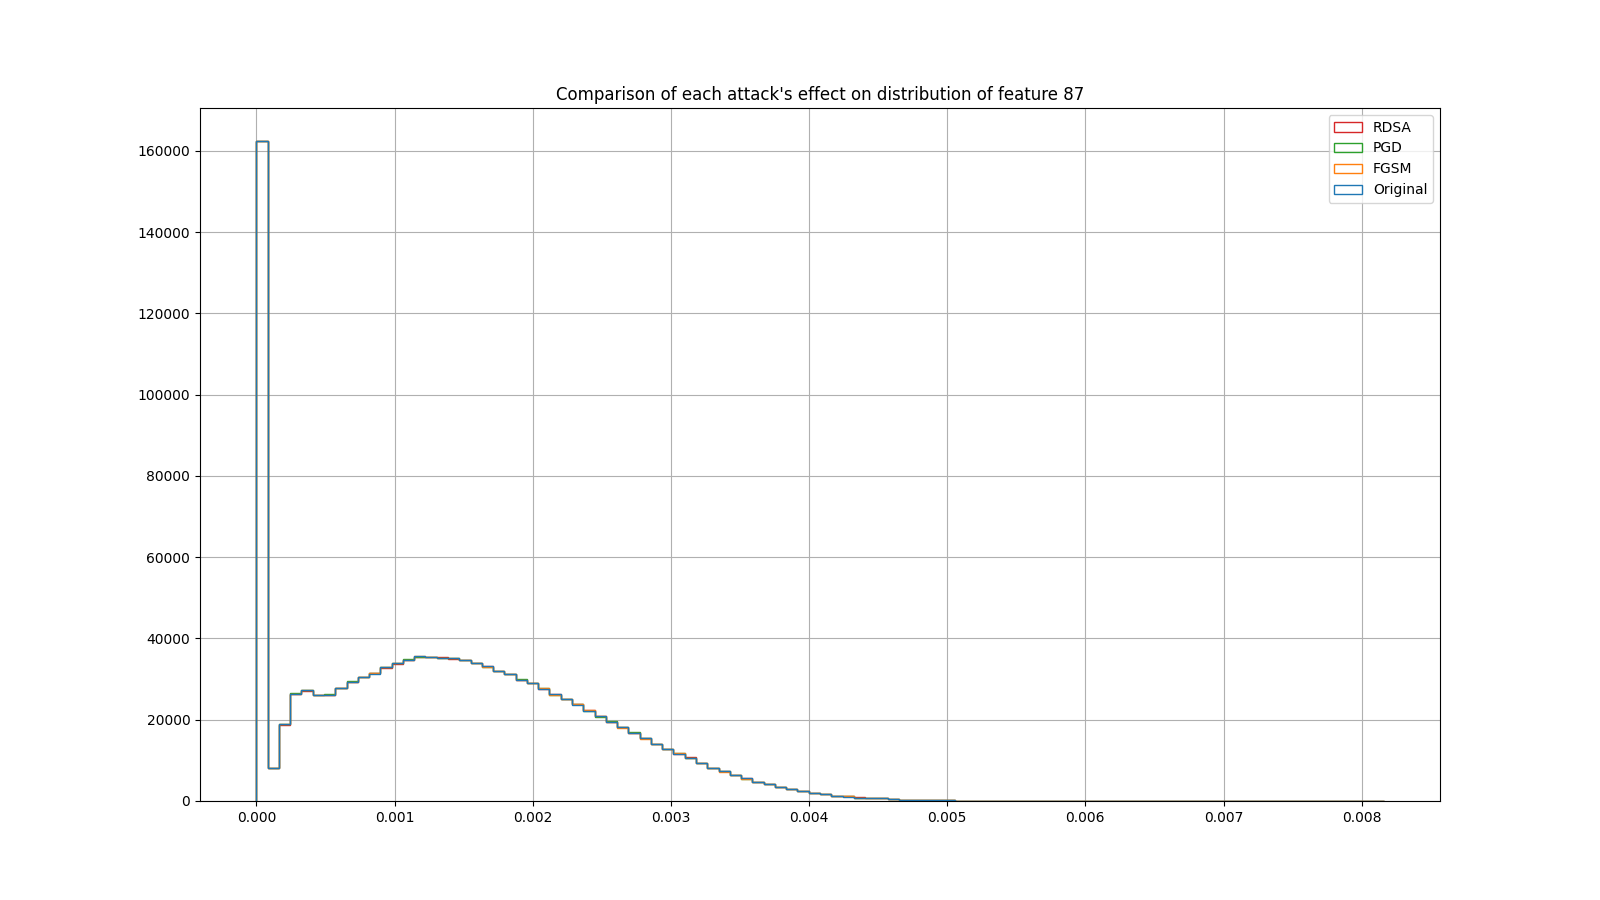 Comparison of each attack's effect on distribution of feature 87
RDSA
PGD
FGSM
Original
160000
140000
120000
100000
80000
60000
40000
20000
0
0.000 0.001 0.002 0.003 0.004 0.005 0.006 0.007 0.008